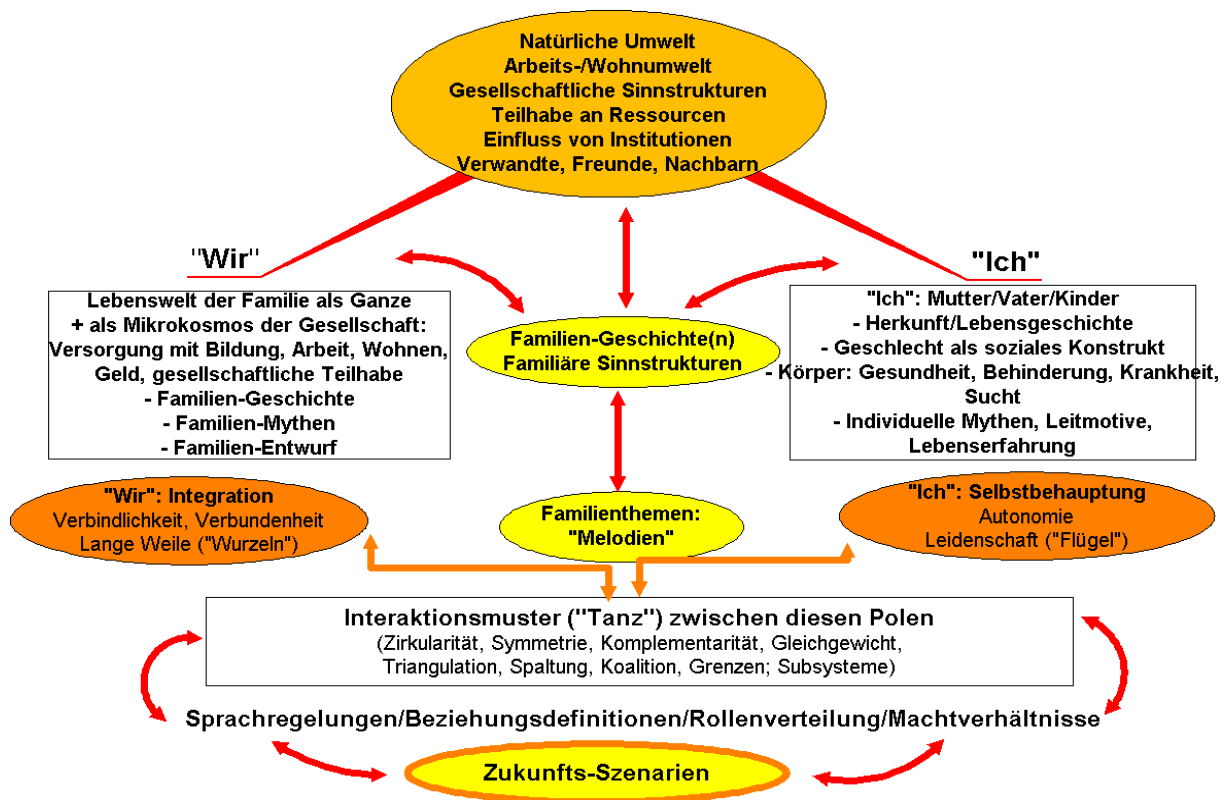 Natürliche Umwelt
Arbeits-/Wohnumwelt
Gesellschaftliche Sinnstrukturen
Teilhabe an Ressourcen
Einfluss von Institutionen
Verwandte, Freunde, Nachbarn
"Wir"
"Ich"
Lebenswelt der Familie als Ganze
+ als Mikrokosmos der Gesellschaft:
Versorgung mit Bildung, Arbeit, Wohnen,
Geld, gesellschaftliche Teilhabe
- Familien-Geschichte
- Familien-Mythen
- Familien-Entwurf
Familien-Geschichte(n)
Familiäre Sinnstrukturen
"Ich": Mutter/Vater/Kinder
- Herkunft/Lebensgeschichte
- Geschlecht als soziales Konstrukt
- Körper: Gesundheit, Behinderung, Krankheit,
Sucht
- Individuelle Mythen, Leitmotive,
Lebenserfahrung
"Wir": Integration
Verbindlichkeit, Verbundenheit
Lange Weile ("Wurzeln")
Familienthemen:
"Melodien"
"Ich": Selbstbehauptung
Autonomie
Leidenschaft ("Flügel")
Interaktionsmuster ("Tanz") zwischen diesen Polen
(Zirkularität, Symmetrie, Komplementarität, Gleichgewicht,
Triangulation, Spaltung, Koalition, Grenzen; Subsysteme)
Sprachregelungen/Beziehungsdefinitionen/Rollenverteilung/Machtverhältnisse
Zukunfts-Szenarien